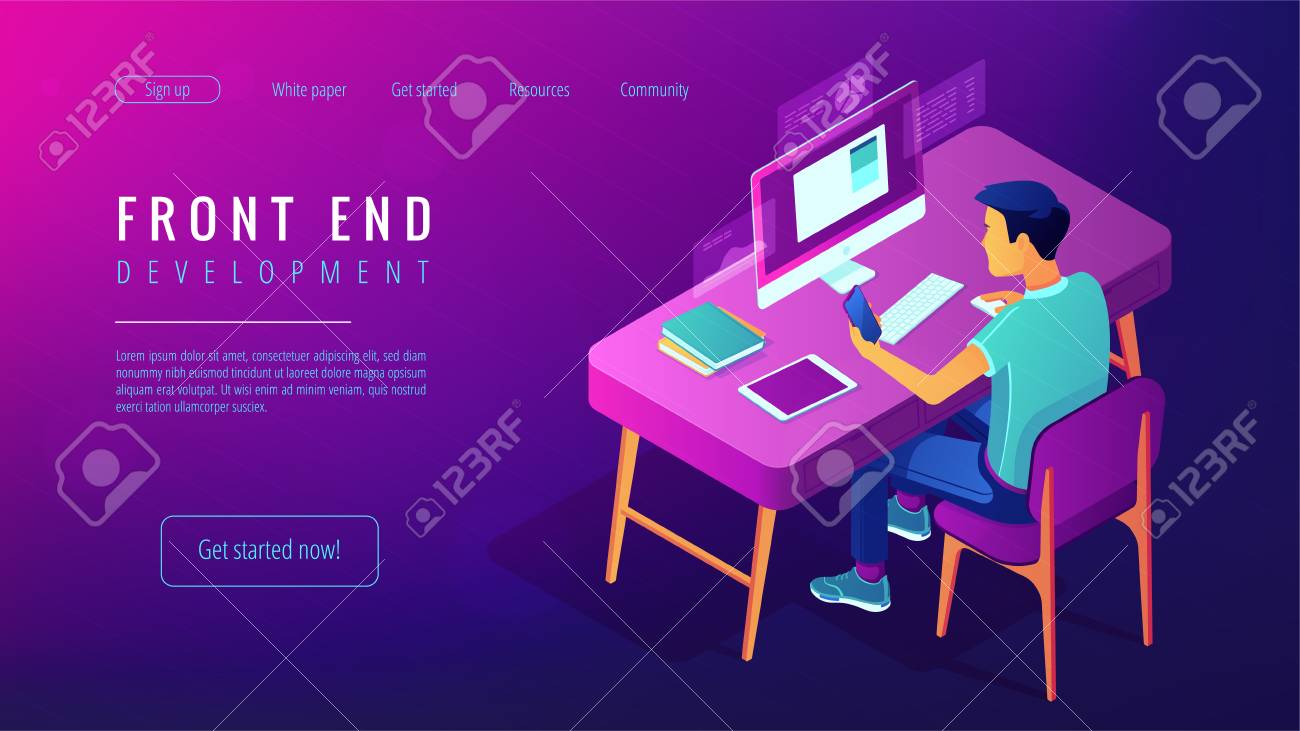 Sign up
White paper
Get started
Resources
Community
FRONT END
DEVELOPMENT
Lorem ipsum dolor sit amet, consectetuer adipiscing elit, sed diam
nonummy nibh euismod tincidunt ut laoreet dolore magna
aliquam erat volutpat. Ut wisi enim ad minim veniam, quis nostrud
exerci tation ullamcorper susciex.
Get started now!
123RF
123RF
123RF
123RF